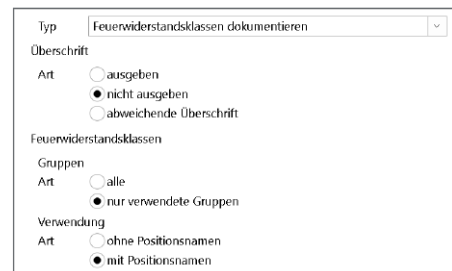 Typ Feuerwiderstandsklassen dokumentieren
Überschrift
Art ausgeben
nicht ausgeben
abweichende Überschrift
Feuerwiderstandsklassen
Gruppen
Art alle
nur verwendete Gruppen
Verwendung
Art ohne Positionsnamen
mit Positionsnamen